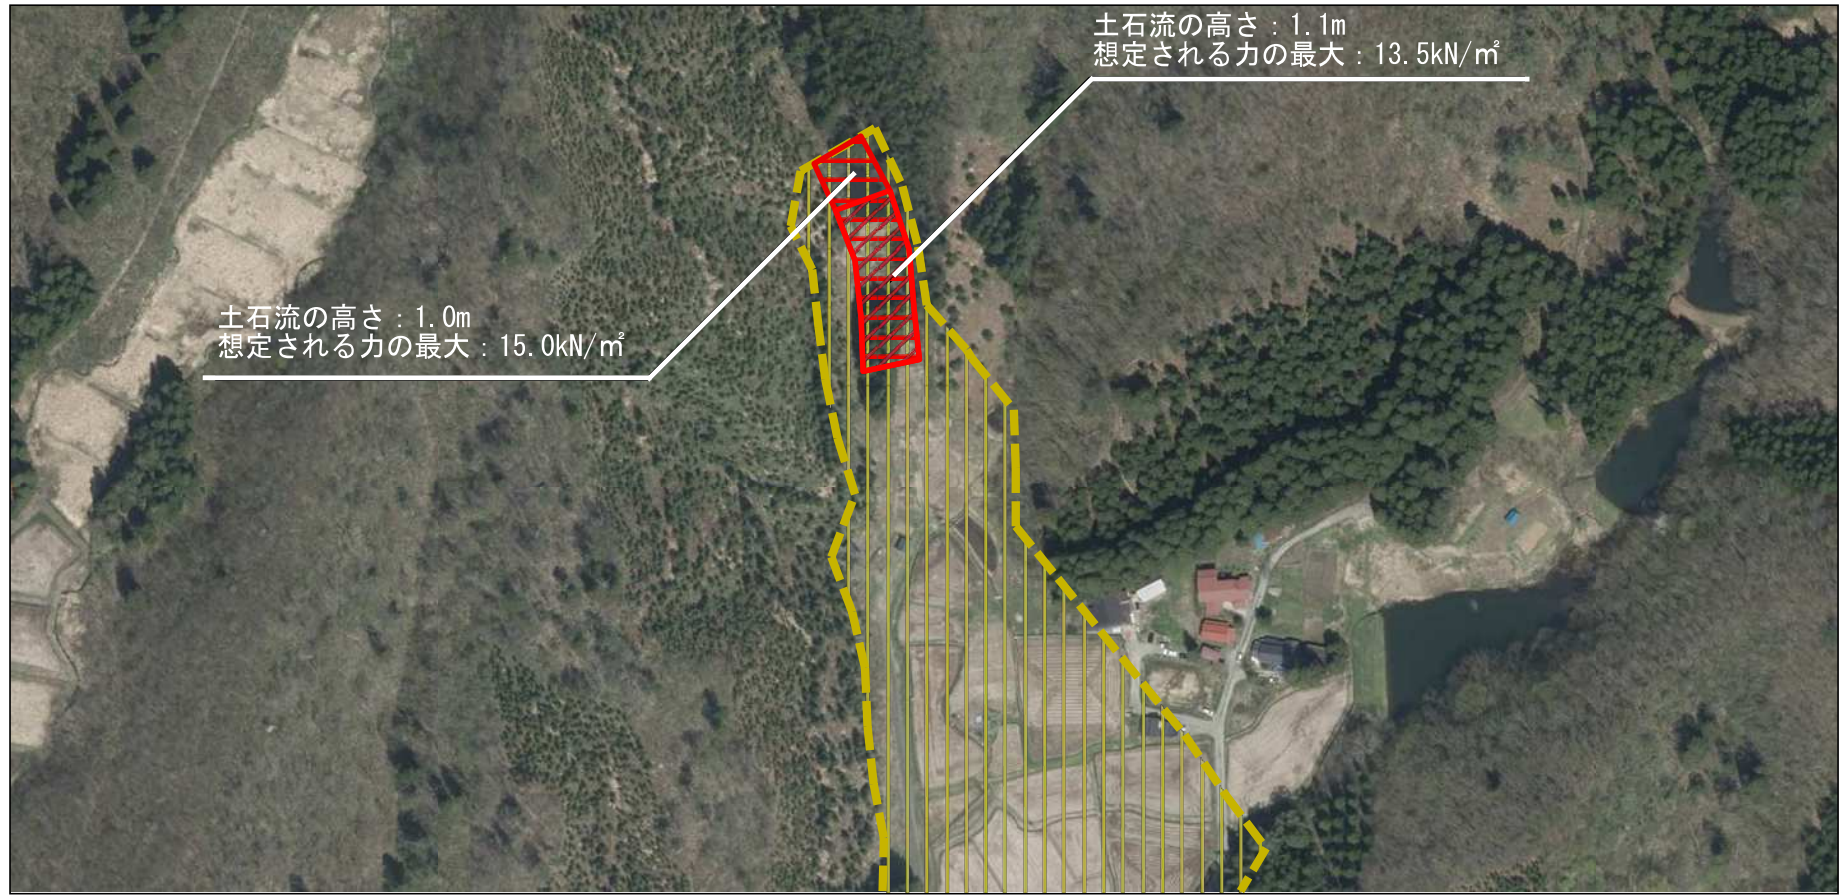 土石流の高さ：1.1m
想定される力の最大：13.5kN/㎡
土石流の高さ：1.0m
想定される力の最大：15.0kN/㎡